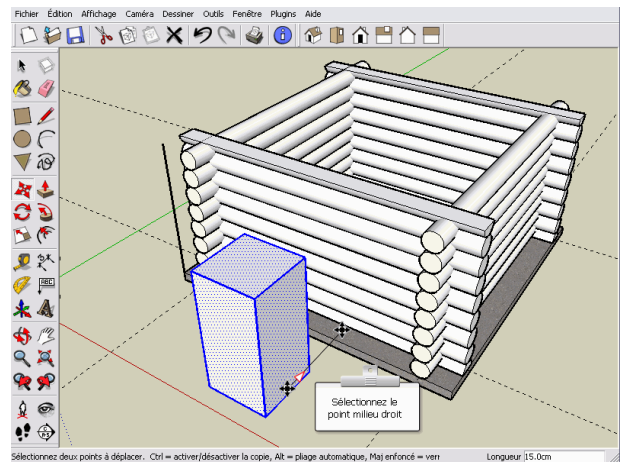 Fichier Édition Affichage Caméra Dessiner Outils Fenêtre Plugins Aide
ABC
Sélectionnez le
point milieu droit
Sélectionnez deux points à déplacer. Ctrl = activer/désactiver la copie, Alt = pliage automatique, Maj enfoncé = verr
Longueur 15.0cm